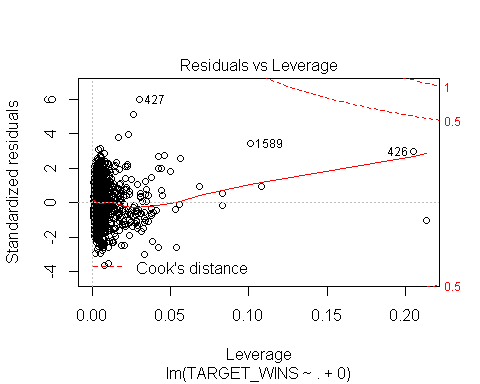 Residuals vs Leverage
Standardized residuals
6
4
2
0
-2
-4
427
1589
426
1
0.5
0.5
Cook's distance
0.00 0.05 0.10 0.15 0.20
Leverage
lm(TARGET_WINS ~ . + 0)